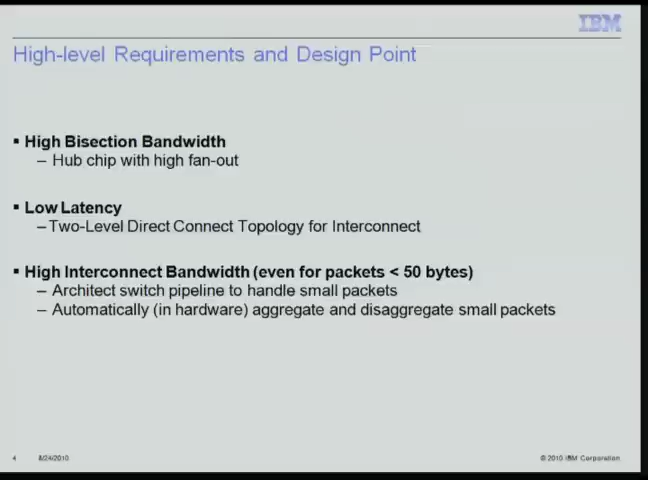 IBM
High-level Requirements and Design Point
▪ High Bisection Bandwidth
– Hub chip with high fan-out
▪ Low Latency
– Two-Level Direct Connect Topology for Interconnect
▪ High Interconnect Bandwidth (even for packets < 50 bytes)
– Architect switch pipeline to handle small packets
– Automatically (in hardware) aggregate and disaggregate small packets
4 8/24/2010 © 2010 IBM Corporation